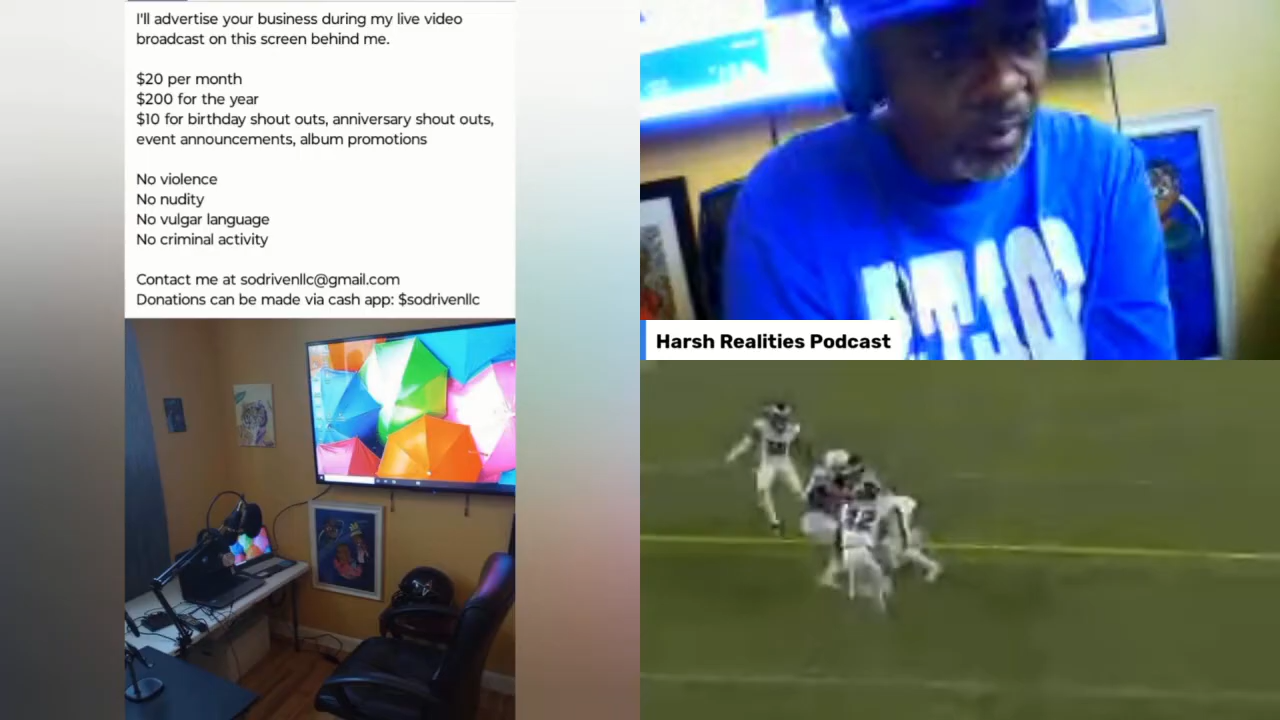 I'll advertise your business during my live video
broadcast on this screen behind me.
$20 per month
$200 for the year
$10 for birthday shout outs, anniversary shout outs,
event announcements, album promotions
No violence
No nudity
No vulgar language
No criminal activity
Contact me at sodrivenllc@gmail.com
Donations can be made via cash app: $sodrivenllc
Harsh Realities Podcast